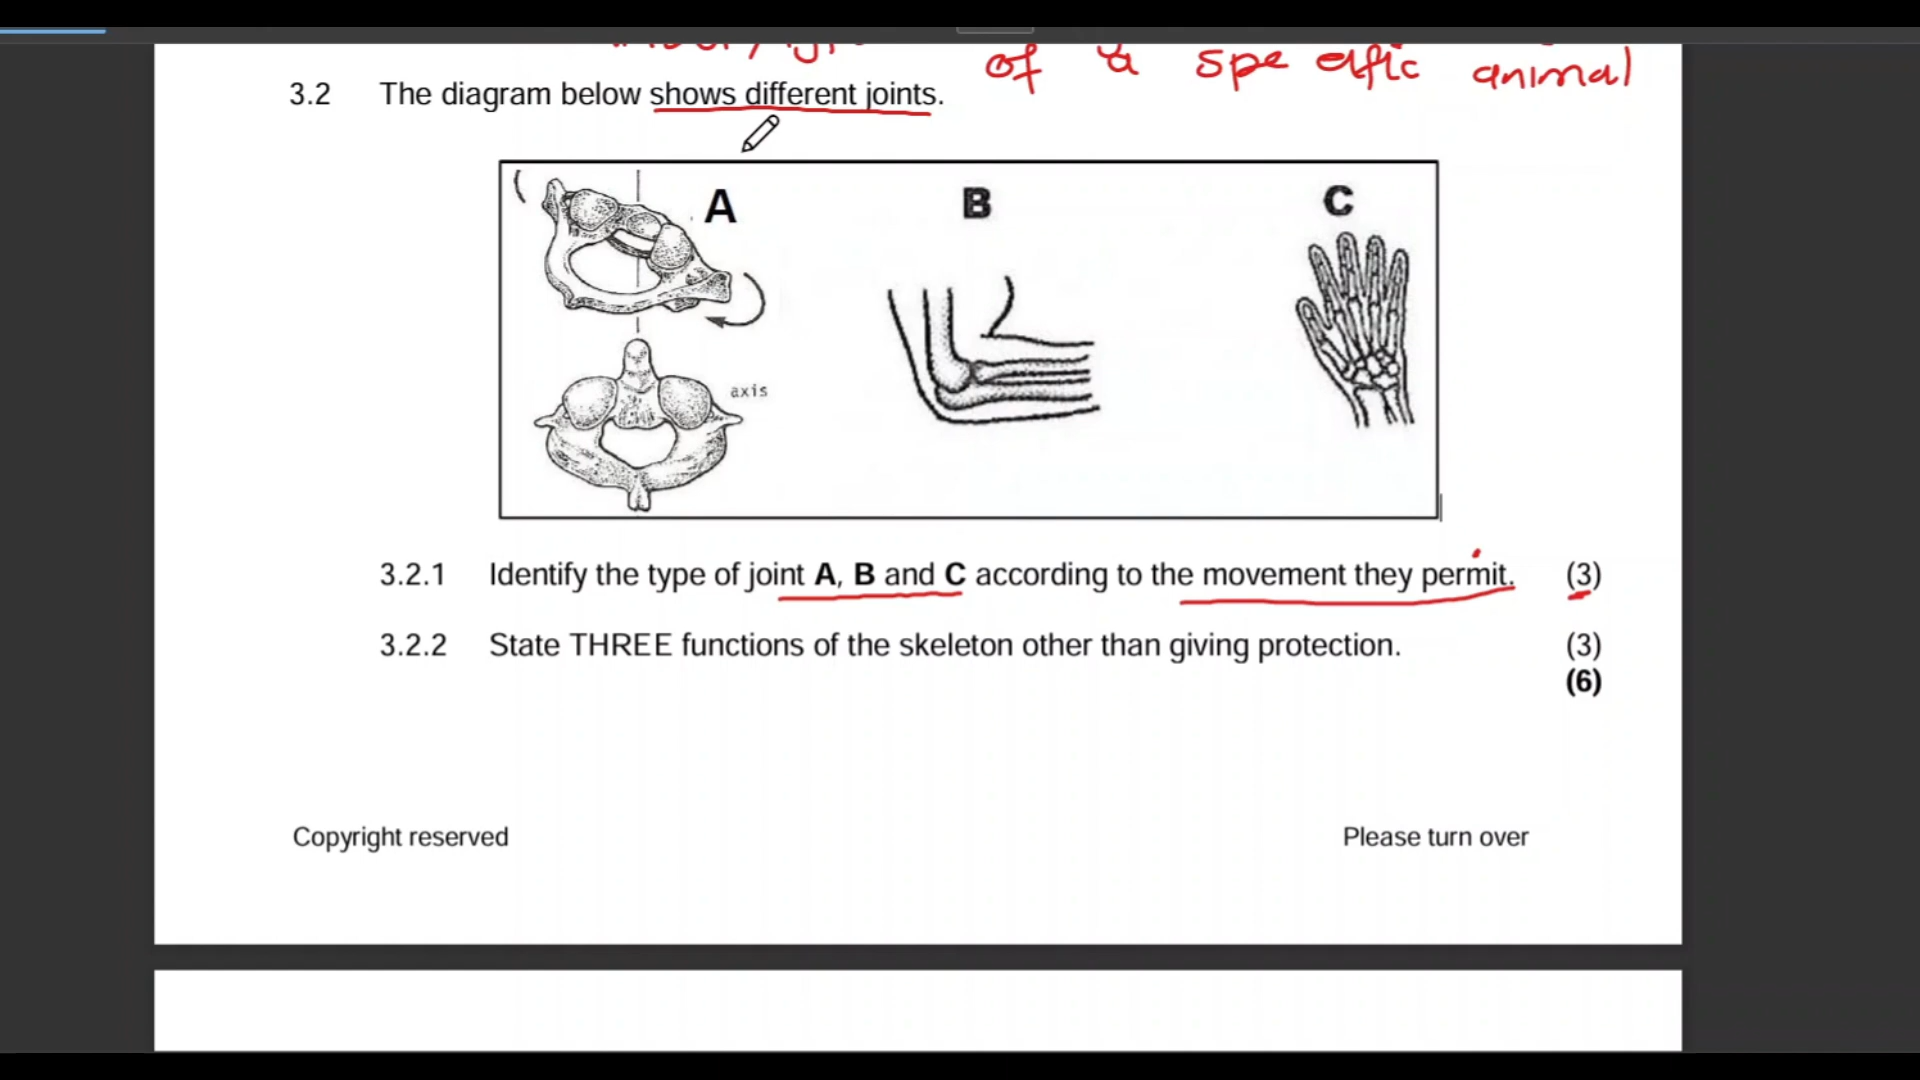 of a spe cific animal
3.2 The diagram below shows different joints.
A B C
axis
3.2.1 Identify the type of joint A, B and C according to the movement they permit. (3)
3.2.2 State THREE functions of the skeleton other than giving protection. (3)
(6)
Copyright reserved Please turn over